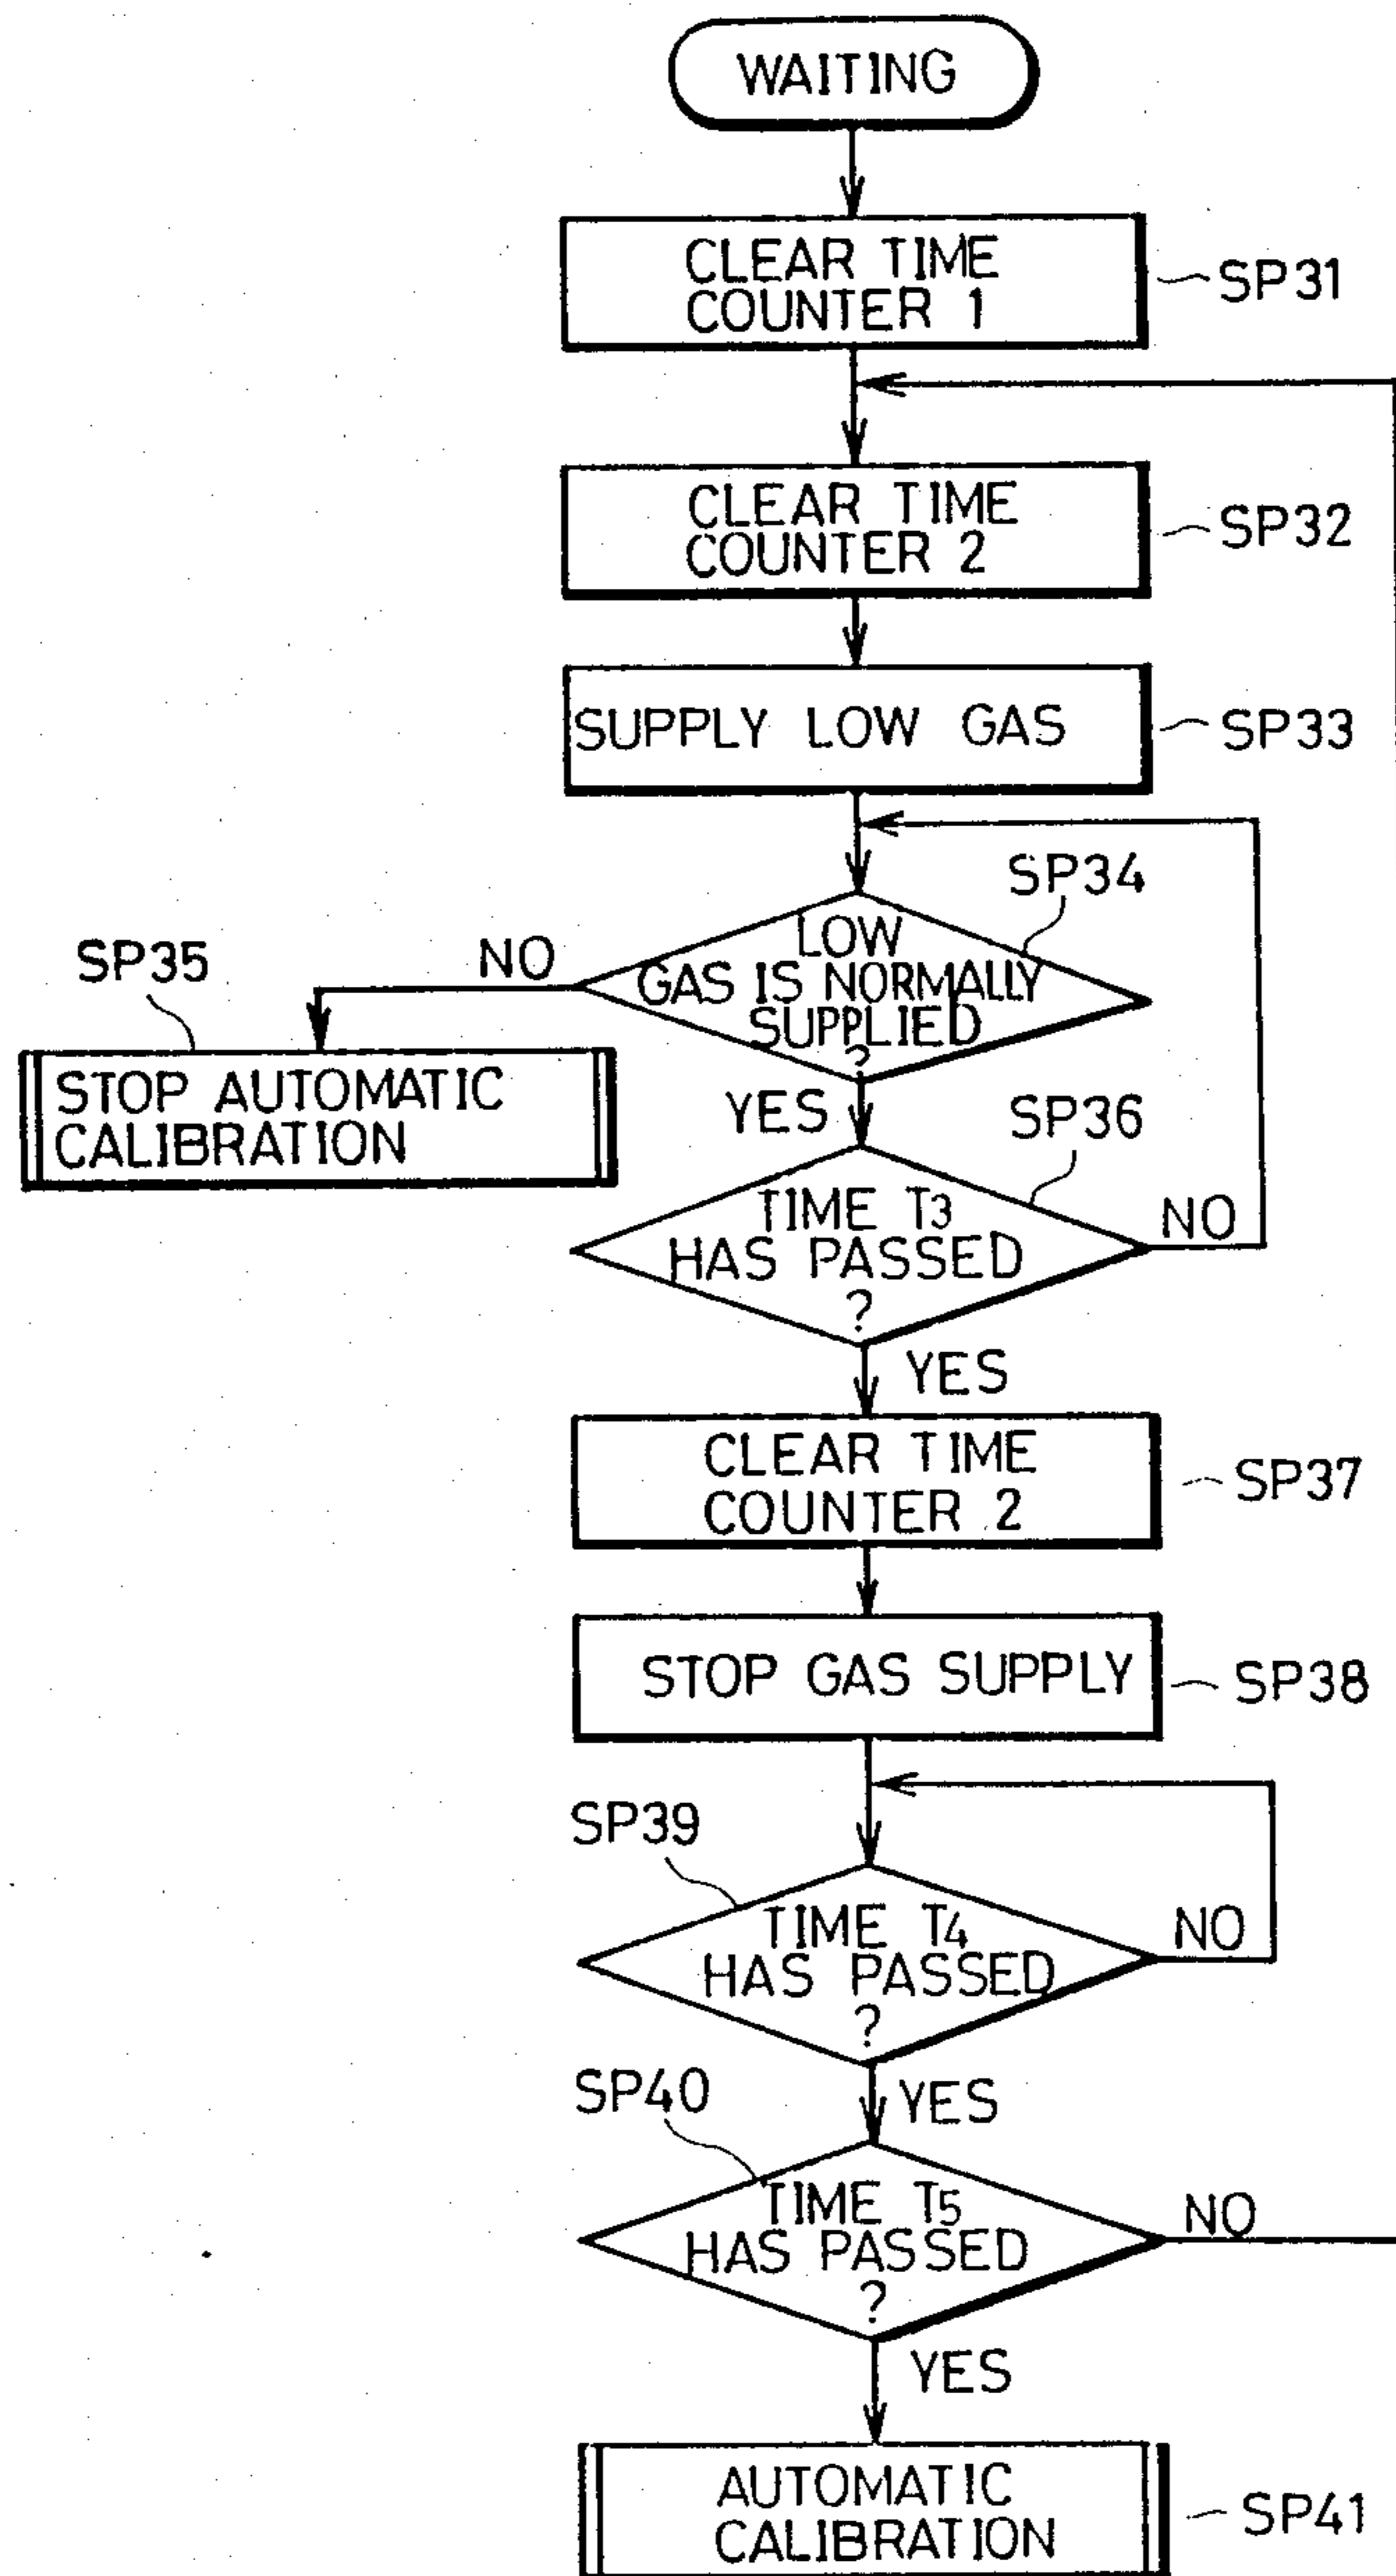 WAITING
CLEAR TIME
COUNTER 1
SP31
CLEAR TIME
COUNTER 2
SP32
SUPPLY LOW GAS
SP33
SP34
LOW
GAS IS NORMALLY
SUPPLIED
?
NO
SP35
STOP AUTOMATIC
CALIBRATION
YES
SP36
TIME T3
HAS PASSED
?
NO
YES
CLEAR TIME
COUNTER 2
SP37
STOP GAS SUPPLY
SP38
SP39
TIME T4
HAS PASSED
?
NO
YES
SP40
TIME T5
HAS PASSED
?
NO
YES
AUTOMATIC
CALIBRATION
SP41